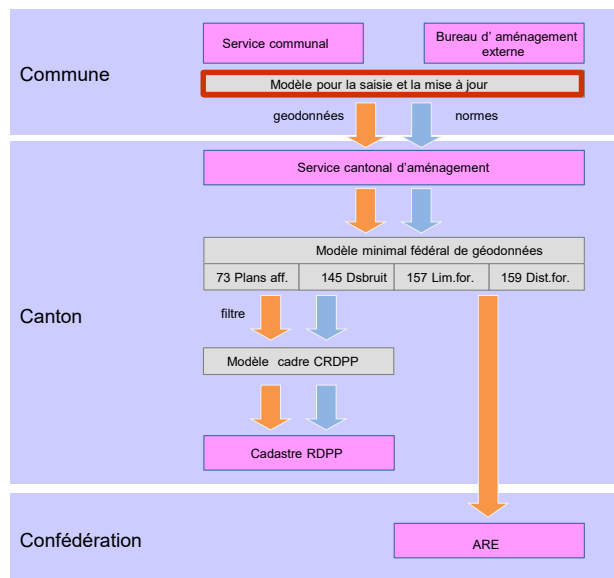 Commune
Service communal
Bureau d' aménagement
externe
Modèle pour la saisie et la mise à jour
geodonnées
normes
Canton
Service cantonal d'aménagement
Modèle minimal fédéral de géodonnées
73 Plans aff.
145 Dsbruit
157 Lim.for.
159 Dist.for.
filtre
Modèle cadre CRDPP
Cadastre RDPP
Confédération
ARE